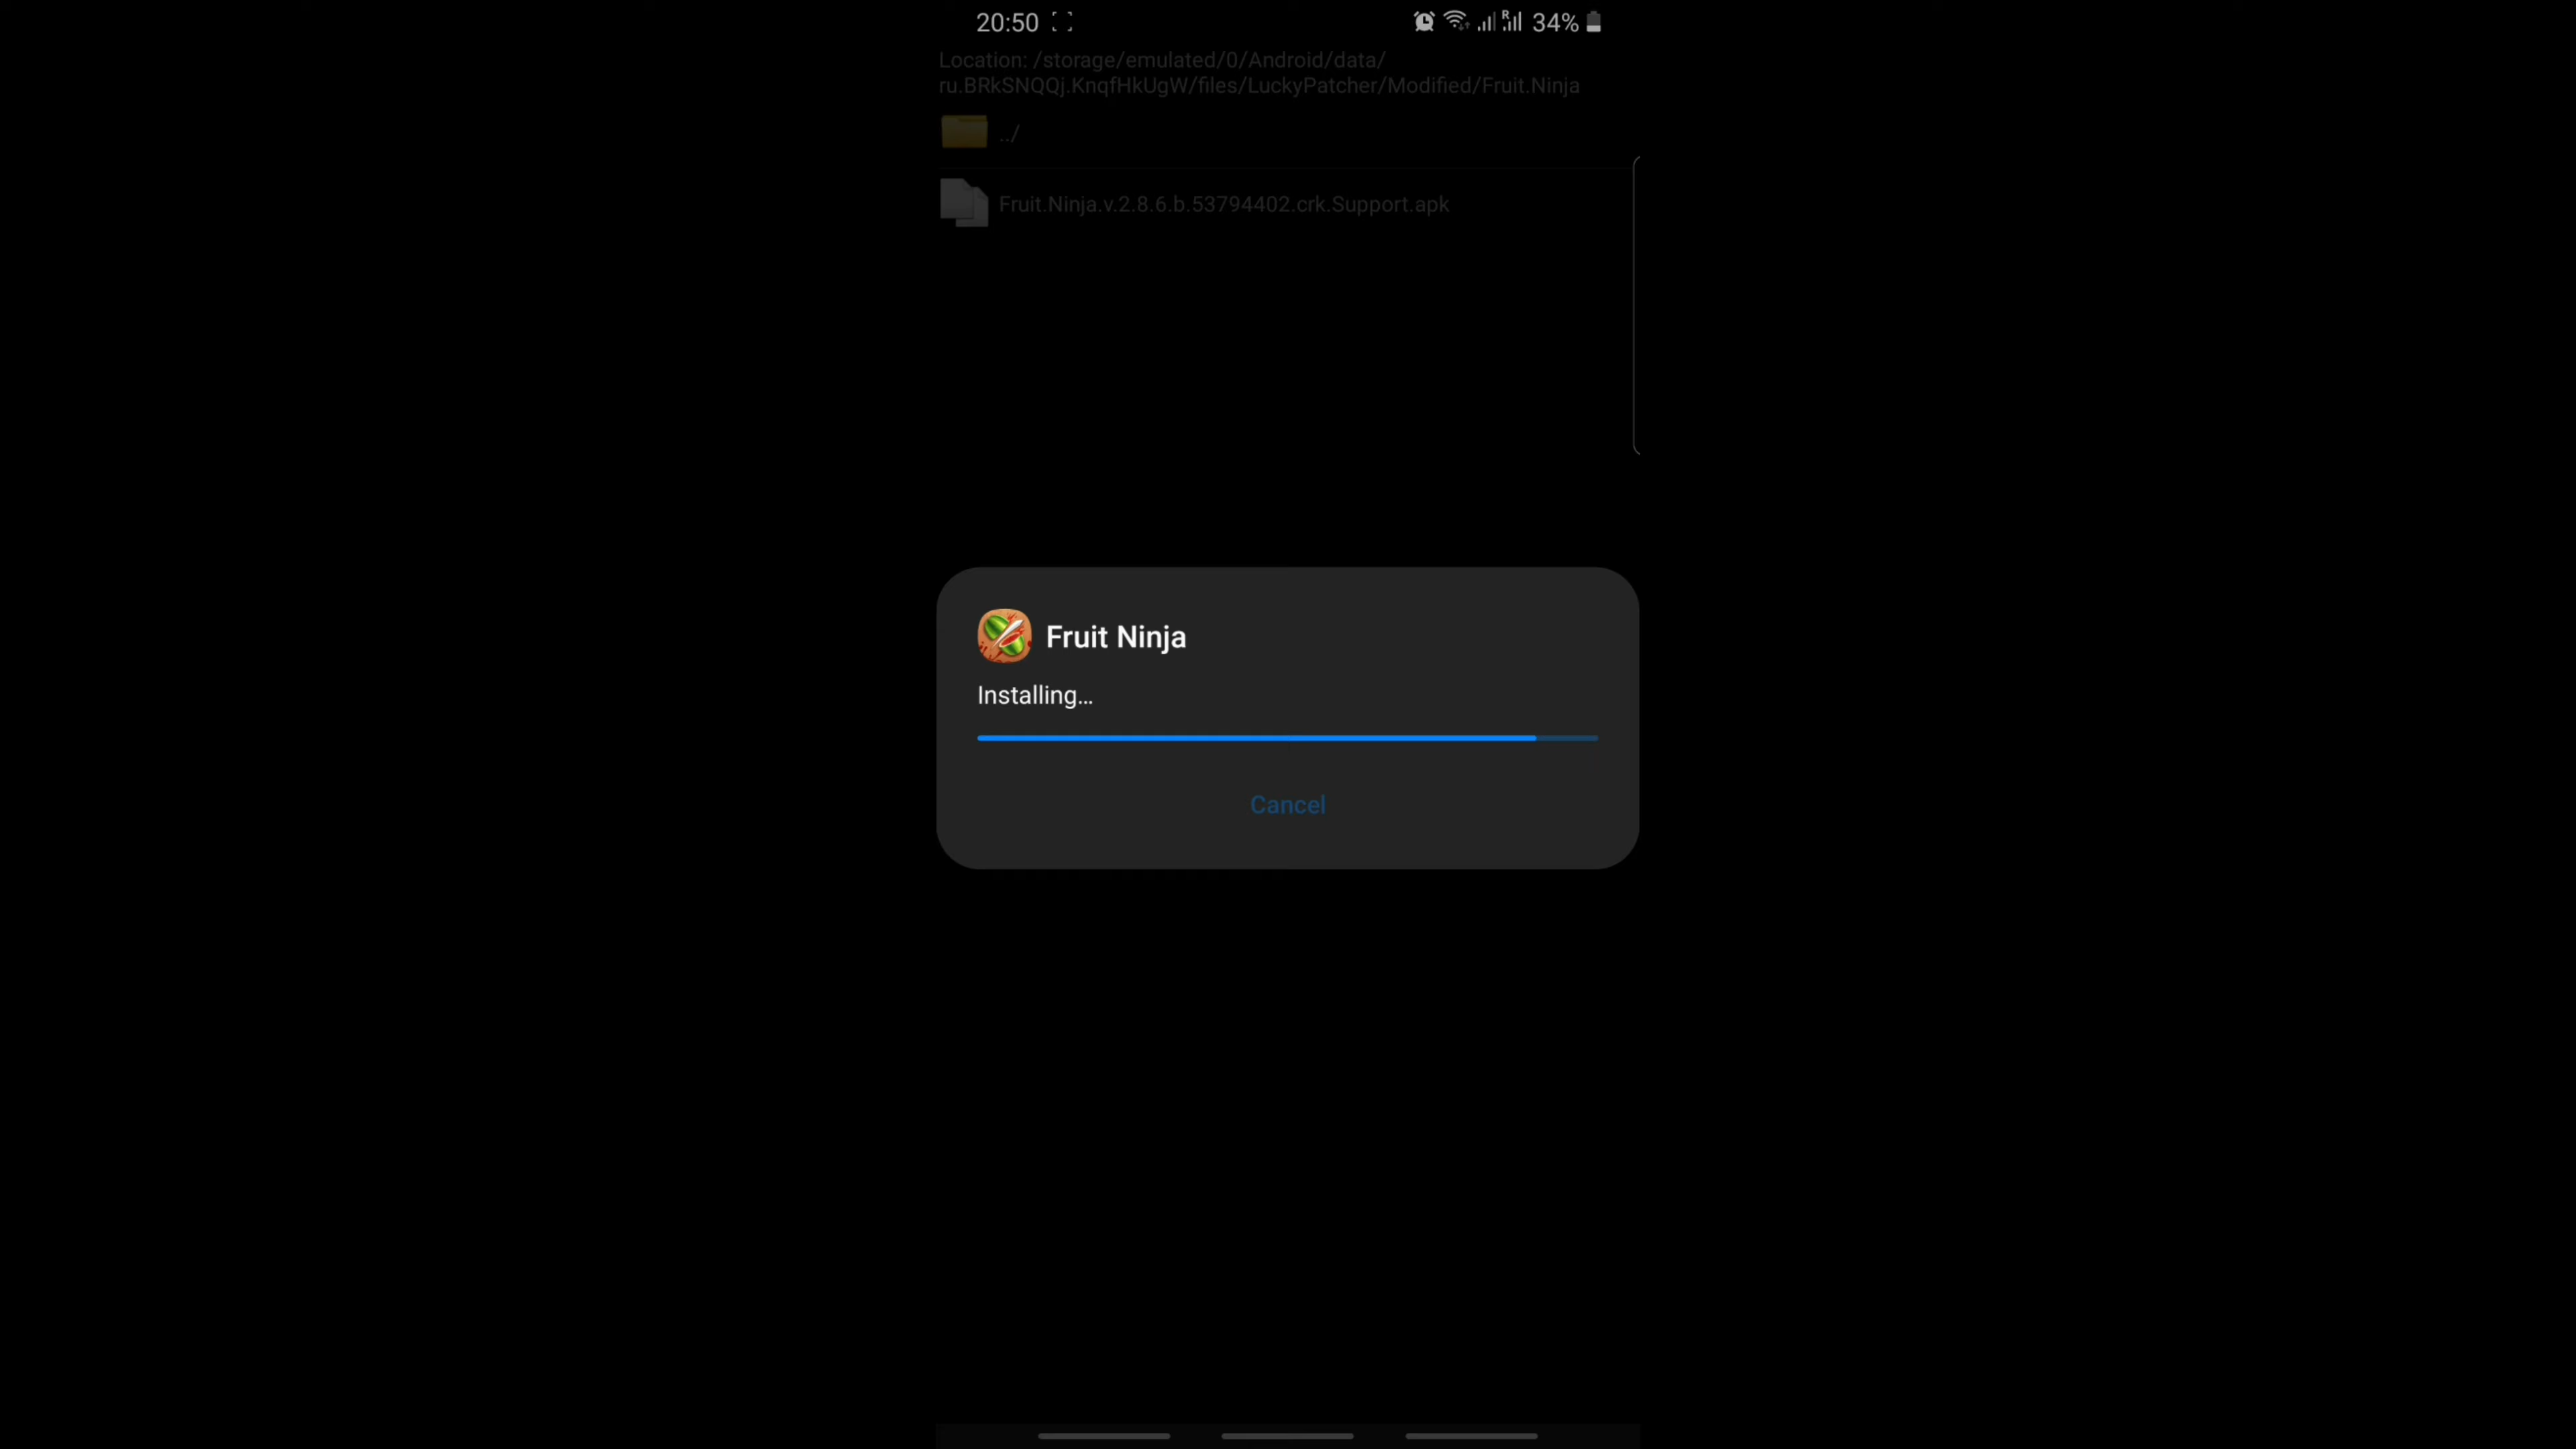 20:50
R
34%
Location: /storage/emulated/0/Android/data/
ru.BRkSNQQj.KnqfHkUgW/files/LuckyPatcher/Modified/Fruit.Ninja
../
Fruit.Ninja.v.2.8.6.b.53794402.crk.Support.apk
Fruit Ninja
Installing...
Cancel